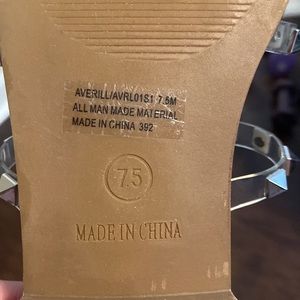 AVERILL/AVRL01S1 7.5M
ALL MAN MADE MATERIAL
MADE IN CHINA 392
7.5
MADE IN CHINA